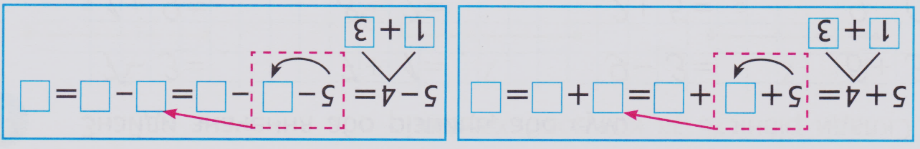 5 + 4 = 5 + □ + □ = □ + □ = □
1 + 3
5 − 4 = 5 − □ − □ = □ − □ = □
1 + 3